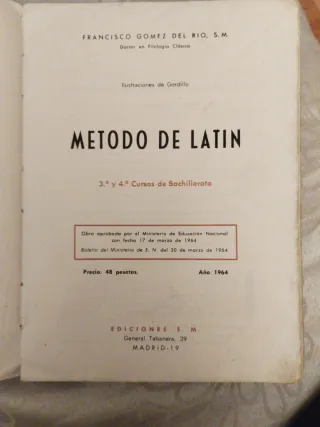 FRANCISCO GOMEZ DEL RIO, S. M.
Doctor en Filología Clásica
Ilustraciones de Gordillo
METODO DE LATIN
3.º y 4.º Cursos de Bachillerato
Obra aprobada por el Ministerio de Educación Nacional
con fecha 17 de marzo de 1964
Boletín del Ministerio de E. N. del 30 de marzo de 1964
Precio: 48 pesetas. Año 1964
EDICIONES S. M.
General Tabanera, 39
MADRID-19